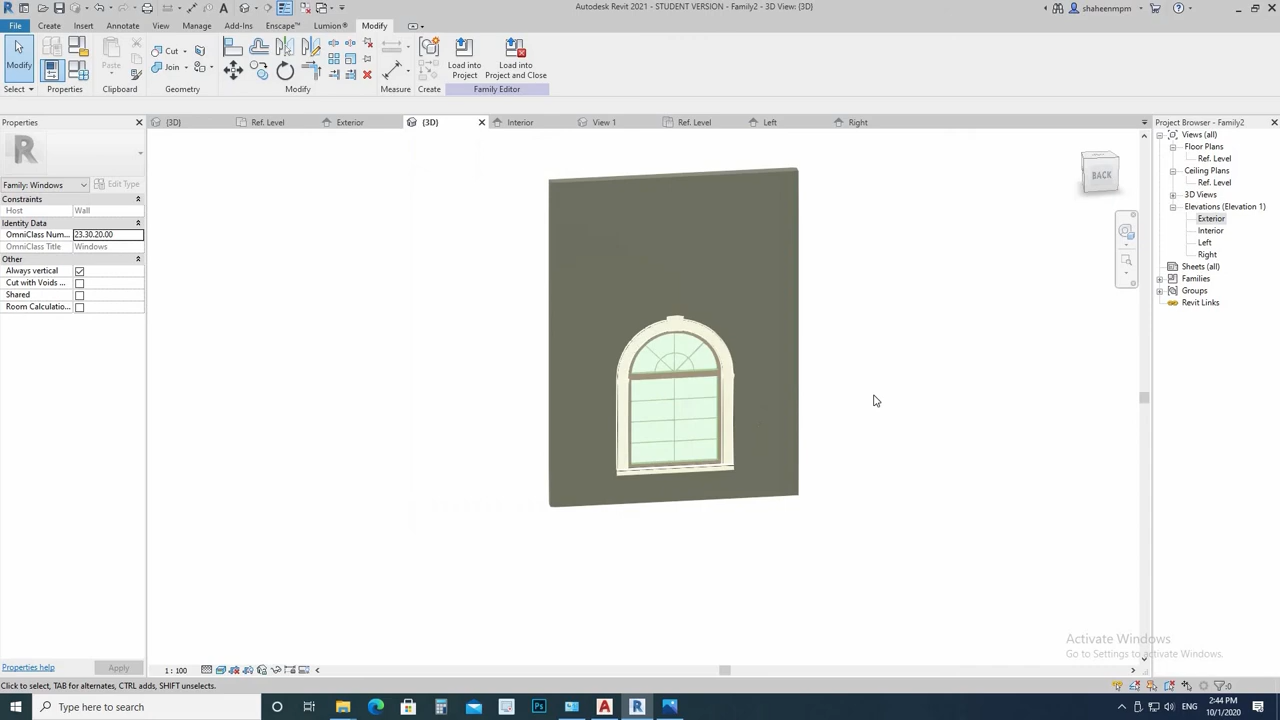 Autodesk Revit 2021 - STUDENT VERSION - Family2 - 3D View: {3D}
shaheenmpm
File
Create
Insert
Annotate
View
Manage
Add-Ins
Enscape™
Lumion®
Modify
Modify
Paste
Cut
Join
Load into
Project
Load into
Project and Close
Select
Properties
Clipboard
Geometry
Modify
Measure
Create
Family Editor
Properties
{3D}
Ref. Level
Exterior
{3D}
Interior
View 1
Ref. Level
Left
Right
Project Browser - Family2
Family: Windows
Edit Type
Constraints
Host
Wall
Identity Data
OmniClass Num...
23.30.20.00
OmniClass Title
Windows
Other
Always vertical
Cut with Voids ...
Shared
Room Calculatio...
Views (all)
Floor Plans
Ref. Level
Ceiling Plans
Ref. Level
3D Views
Elevations (Elevation 1)
Exterior
Interior
Left
Right
Sheets (all)
Families
Groups
Revit Links
BACK
Activate Windows
Go to Settings to activate Windows.
Properties help
Apply
1 : 100
Click to select, TAB for alternates, CTRL adds, SHIFT unselects.
:0
Type here to search
ENG
2:44 PM
10/1/2020